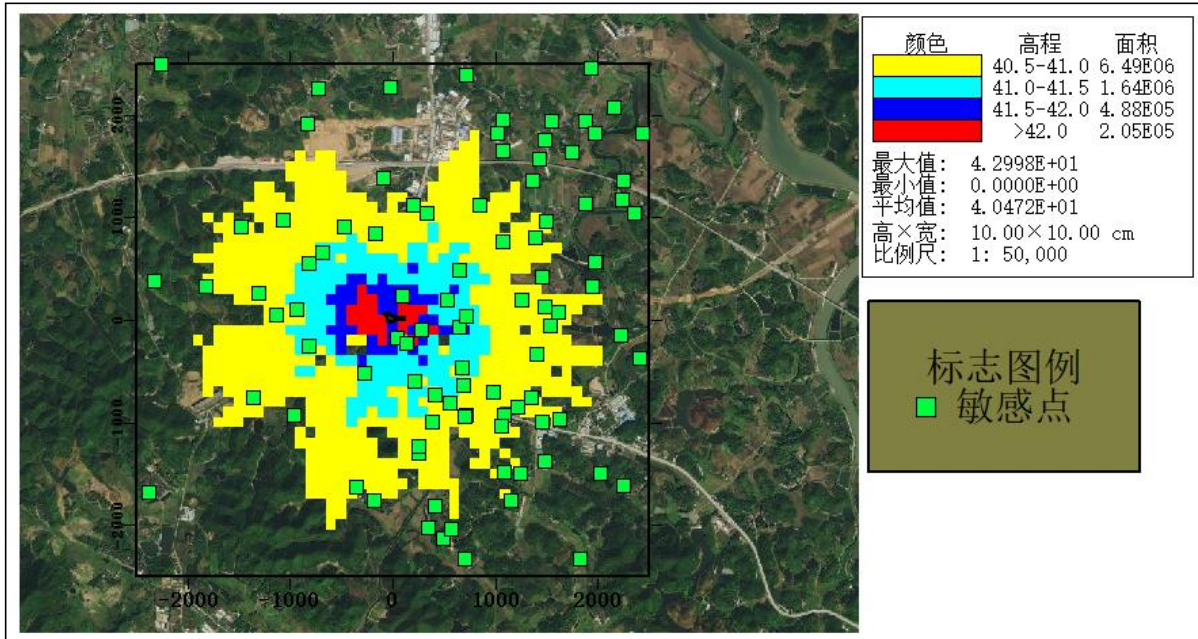 颜色 高程 面积
40.5-41.0 6.49E06
41.0-41.5 1.64E06
41.5-42.0 4.88E05
>42.0 2.05E05
最大值: 4.2998E+01
最小值: 0.0000E+00
平均值: 4.0472E+01
高×宽: 10.00×10.00 cm
比例尺: 1: 50,000
标志图例
敏感点
2000
1000
0
-1000
-2000
-2000 -1000 0 1000 2000